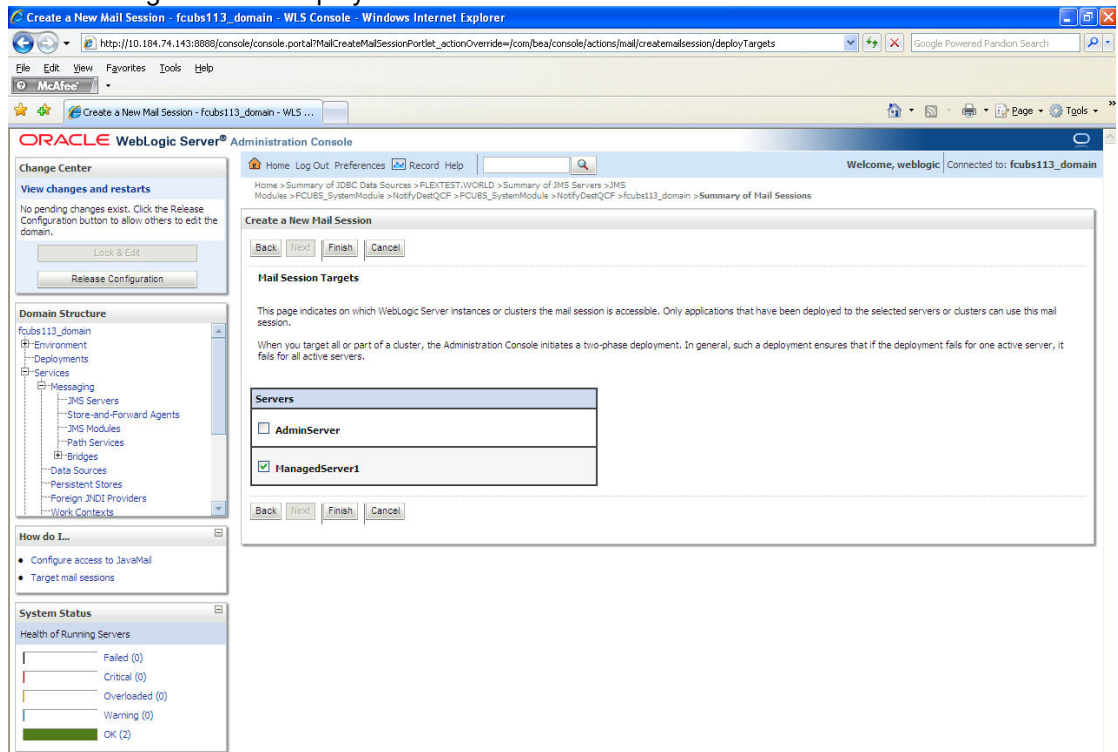 Create a New Mail Session - fcubs113_domain - WLS Console - Windows Internet Explorer
http://10.184.74.143:8888/console/console.portal?MailCreateMailSessionPortlet_actionOverride=/com/bea/console/actions/mail/createmailsession/deployTargets
Google Powered Pandion Search
File Edit View Favorites Tools Help
McAfee
Create a New Mail Session - fcubs113_domain - WLS ...
Page Tools
ORACLE WebLogic Server® Administration Console
Change Center
View changes and restarts
No pending changes exist. Click the Release
Configuration button to allow others to edit the
domain.
Lock & Edit
Release Configuration
Domain Structure
fcubs113_domain
Environment
Deployments
Services
Messaging
JMS Servers
Store-and-Forward Agents
JMS Modules
Path Services
Bridges
Data Sources
Persistent Stores
Foreign JNDI Providers
Work Contexts
How do I...
Configure access to JavaMail
Target mail sessions
System Status
Health of Running Servers
Failed (0)
Critical (0)
Overloaded (0)
Warning (0)
OK (2)
Home Log Out Preferences Record Help
Welcome, weblogic Connected to: fcubs113_domain
Home >Summary of JDBC Data Sources >FLEXTEST.WORLD >Summary of JMS Servers >JMS
Modules >FCUBS_SystemModule >NotifyDestQCF >FCUBS_SystemModule >NotifyDestQCF >fcubs113_domain >Summary of Mail Sessions
Create a New Mail Session
Back Next Finish Cancel
Mail Session Targets
This page indicates on which WebLogic Server instances or clusters the mail session is accessible. Only applications that have been deployed to the selected servers or clusters can use this mail
session.
When you target all or part of a cluster, the Administration Console initiates a two-phase deployment. In general, such a deployment ensures that if the deployment fails for one active server, it
fails for all active servers.
Servers
AdminServer
ManagedServer1
Back Next Finish Cancel